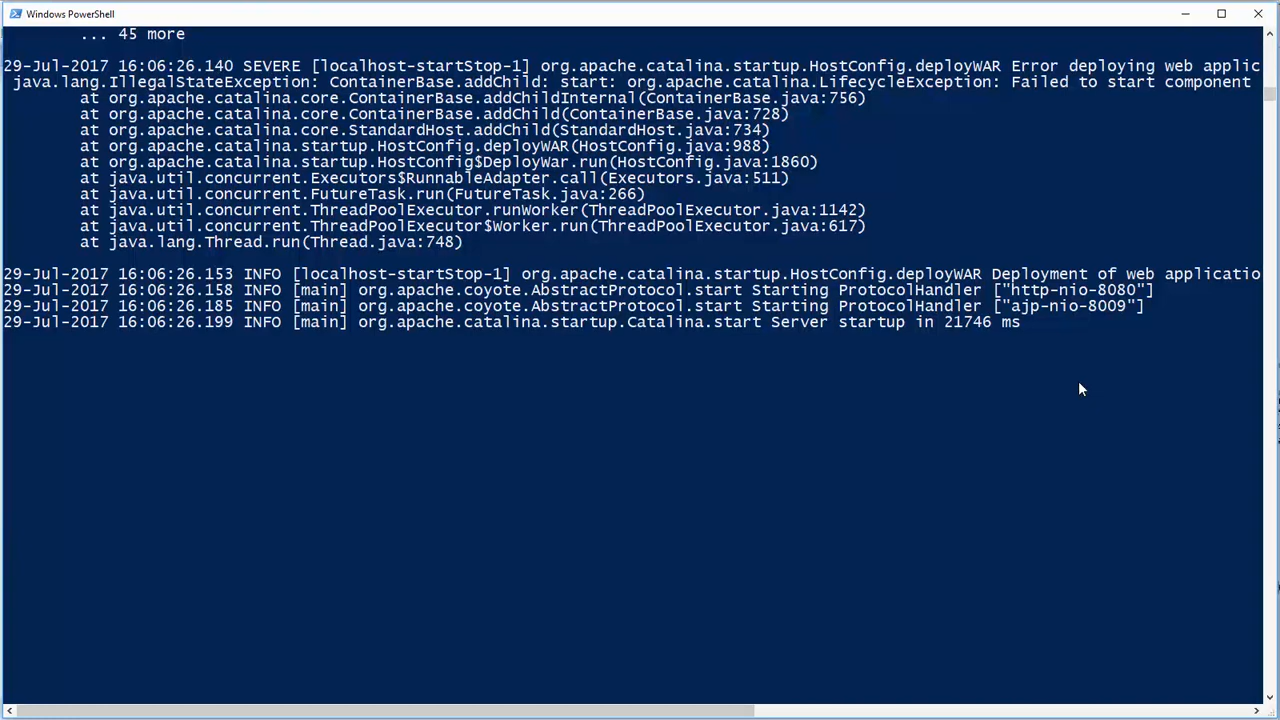 Windows PowerShell
... 45 more
29-Jul-2017 16:06:26.140 SEVERE [localhost-startStop-1] org.apache.catalina.startup.HostConfig.deployWAR Error deploying web applic
java.lang.IllegalStateException: ContainerBase.addChild: start: org.apache.catalina.LifecycleException: Failed to start component
at org.apache.catalina.core.ContainerBase.addChildInternal(ContainerBase.java:756)
at org.apache.catalina.core.ContainerBase.addChild(ContainerBase.java:728)
at org.apache.catalina.core.StandardHost.addChild(StandardHost.java:734)
at org.apache.catalina.startup.HostConfig.deployWAR(HostConfig.java:988)
at org.apache.catalina.startup.HostConfig$DeployWar.run(HostConfig.java:1860)
at java.util.concurrent.Executors$RunnableAdapter.call(Executors.java:511)
at java.util.concurrent.FutureTask.run(FutureTask.java:266)
at java.util.concurrent.ThreadPoolExecutor.runWorker(ThreadPoolExecutor.java:1142)
at java.util.concurrent.ThreadPoolExecutor$Worker.run(ThreadPoolExecutor.java:617)
at java.lang.Thread.run(Thread.java:748)
29-Jul-2017 16:06:26.153 INFO [localhost-startStop-1] org.apache.catalina.startup.HostConfig.deployWAR Deployment of web applicatio
29-Jul-2017 16:06:26.158 INFO [main] org.apache.coyote.AbstractProtocol.start Starting ProtocolHandler ["http-nio-8080"]
29-Jul-2017 16:06:26.185 INFO [main] org.apache.coyote.AbstractProtocol.start Starting ProtocolHandler ["ajp-nio-8009"]
29-Jul-2017 16:06:26.199 INFO [main] org.apache.catalina.startup.Catalina.start Server startup in 21746 ms